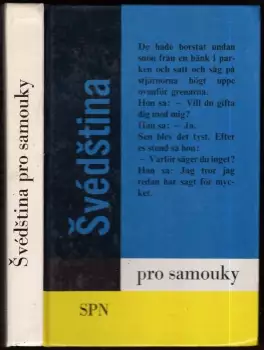 Švédština pro samouky
De hade borstat undan
snön från en bänk i par-
ken och satt och såg på
stjärnorna högt uppe
ovanför grenarna.
Hon sa: – Vill du gifta
dig med mig?
Han sa: – Ja.
Sen blev det tyst. Efter
en stund sa hon:
– Varför säger du inget?
Han sa: Jag tror jag
redan har sagt för myc-
ket.
Švédština
pro samouky
SPN